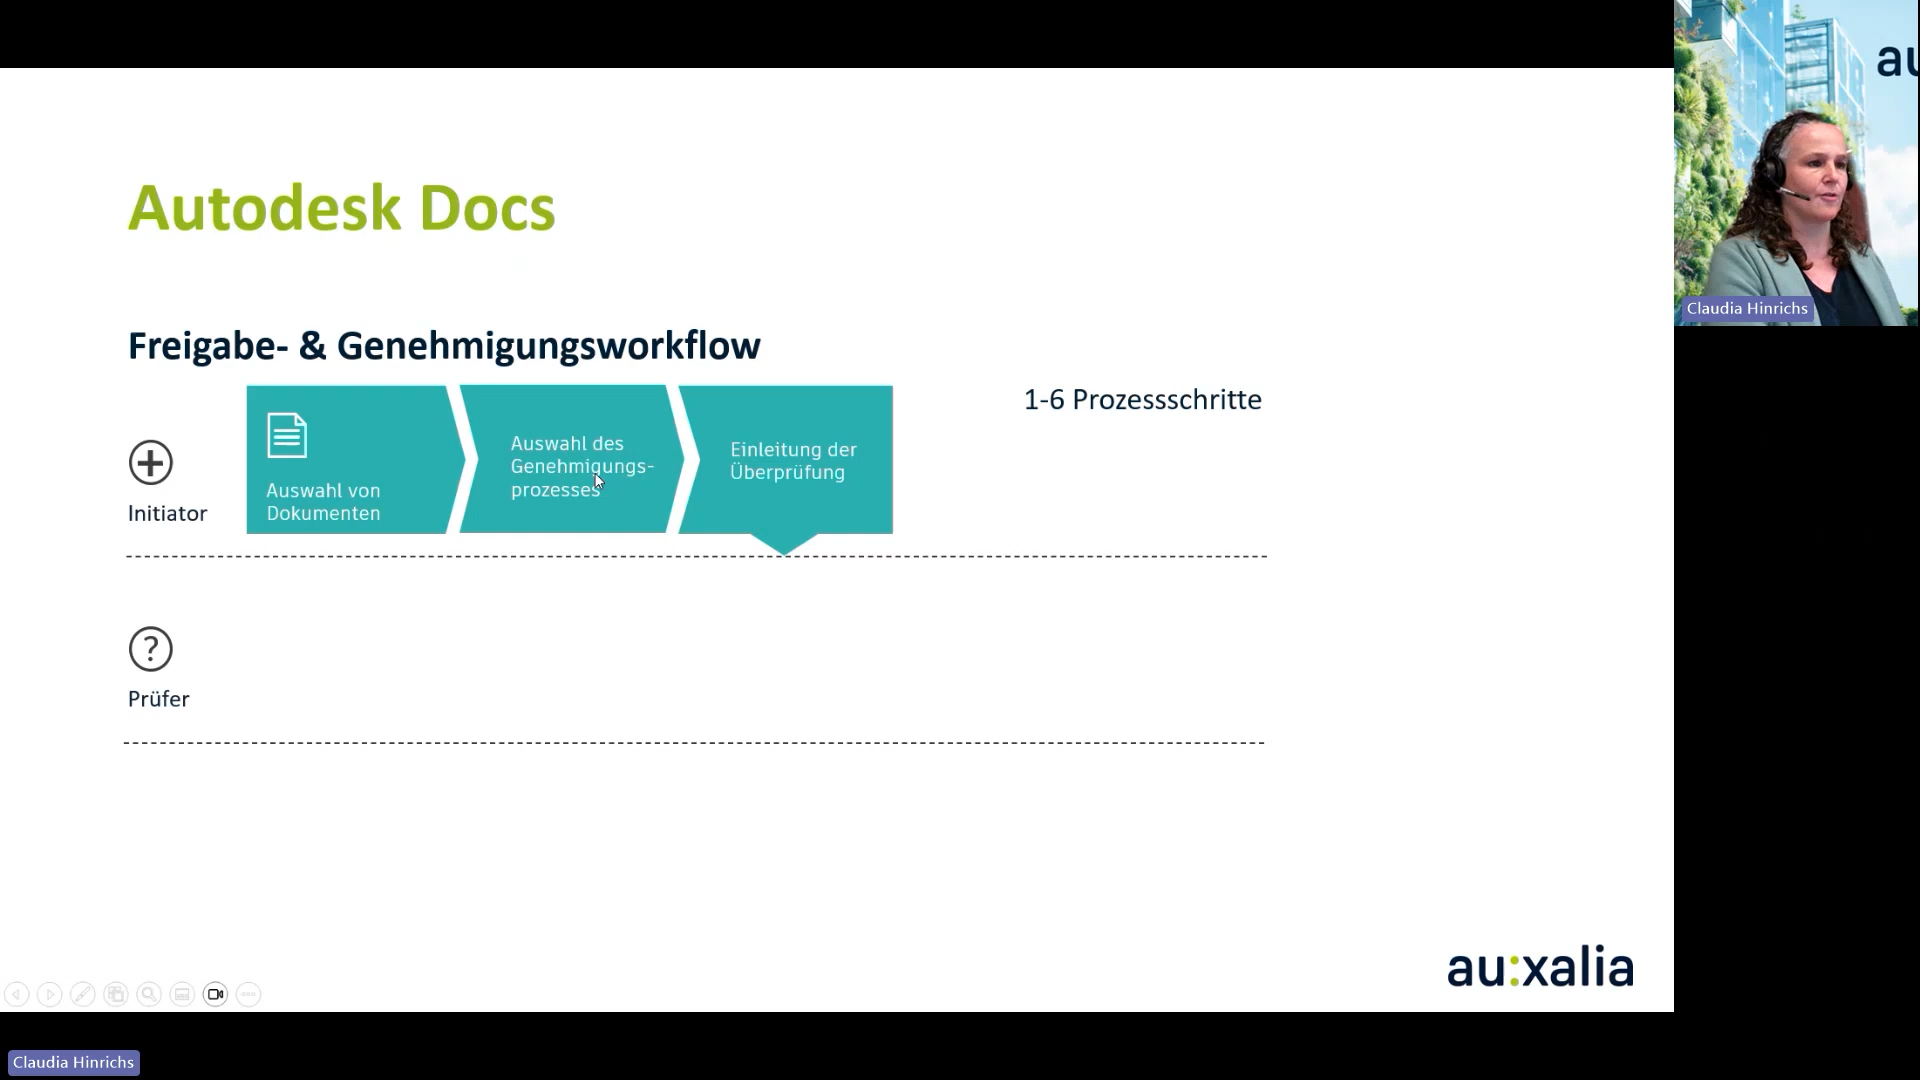 Autodesk Docs
Freigabe- & Genehmigungsworkflow
1-6 Prozessschritte
Initiator
Auswahl von
Dokumenten
Auswahl des
Genehmigungs-
prozesses
Einleitung der
Überprüfung
?
Prüfer
au:xalia
au
Claudia Hinrichs
Claudia Hinrichs